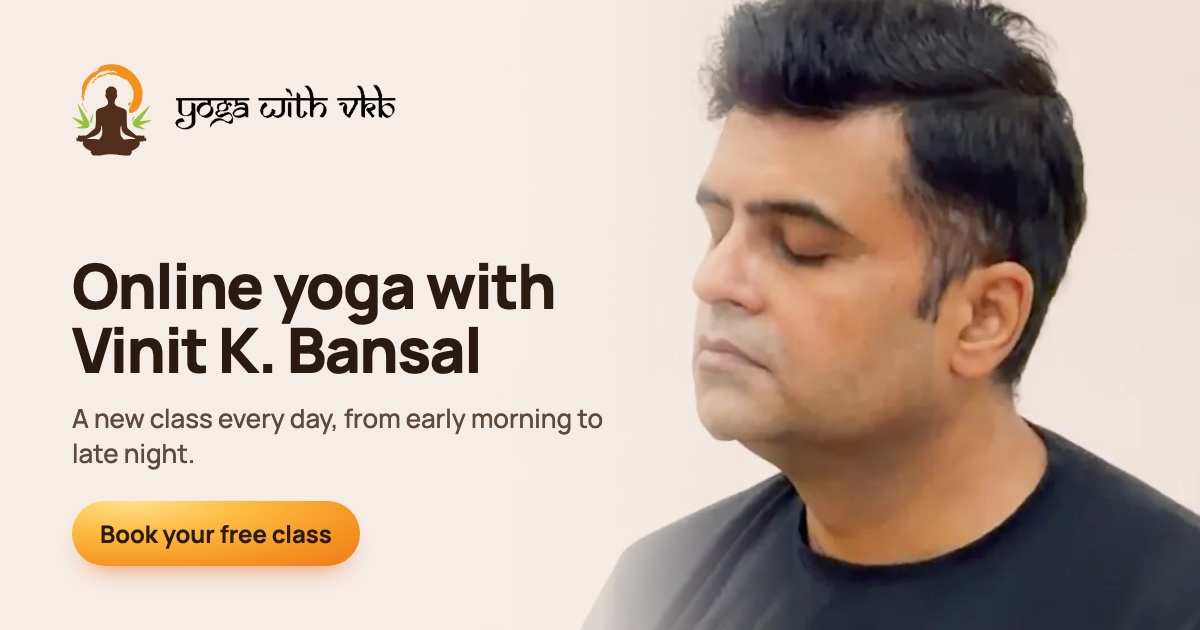 yoga with vkb
Online yoga with
Vinit K. Bansal
A new class every day, from early morning to
late night.
Book your free class